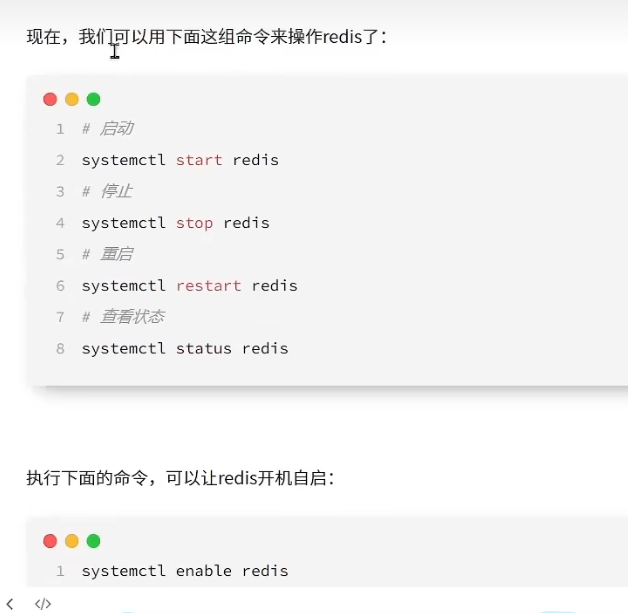 现在，我们可以用下面这组命令来操作redis了：
1 # 启动
2 systemctl start redis
3 # 停止
4 systemctl stop redis
5 # 重启
6 systemctl restart redis
7 # 查看状态
8 systemctl status redis
执行下面的命令，可以让redis开机自启：
1 systemctl enable redis